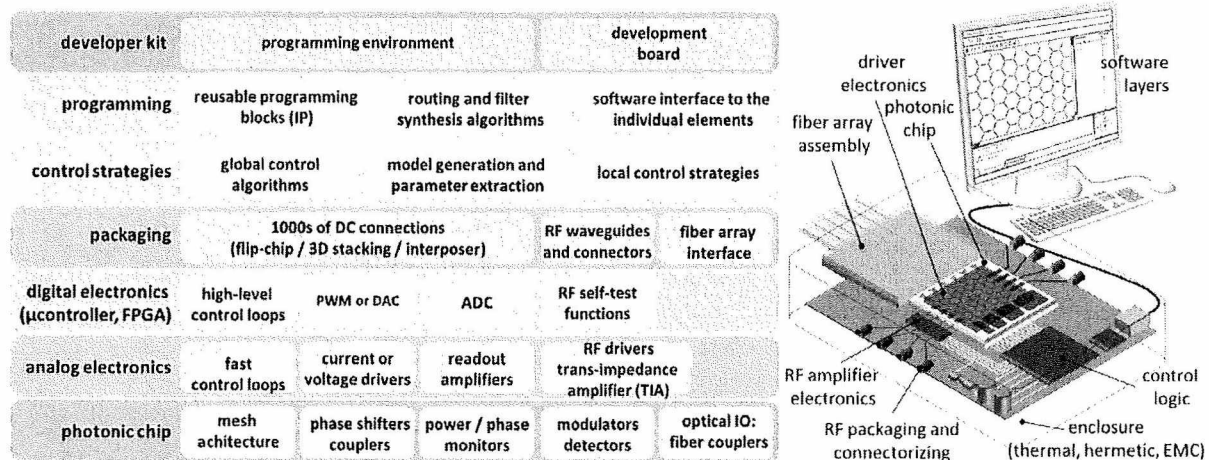 developer kit
programming environment
development
board
programming
reusable programming
blocks (IP)
routing and filter
synthesis algorithms
software interface to the
individual elements
control strategies
global control
algorithms
model generation and
parameter extraction
local control strategies
packaging
1000s of DC connections
(flip-chip / 3D stacking / interposer)
RF waveguides
and connectors
fiber array
interface
digital electronics
(μcontroller, FPGA)
high-level
control loops
PWM or DAC
ADC
RF self-test
functions
analog electronics
fast
control loops
current or
voltage drivers
readout
amplifiers
RF drivers
trans-impedance
amplifier (TIA)
photonic chip
mesh
achitecture
phase shifters
couplers
power / phase
monitors
modulators
detectors
optical IO:
fiber couplers
driver
electronics
photonic
chip
fiber array
assembly
software
layers
RF amplifier
electronics
RF packaging and
connectorizing
control
logic
enclosure
(thermal, hermetic, EMC)